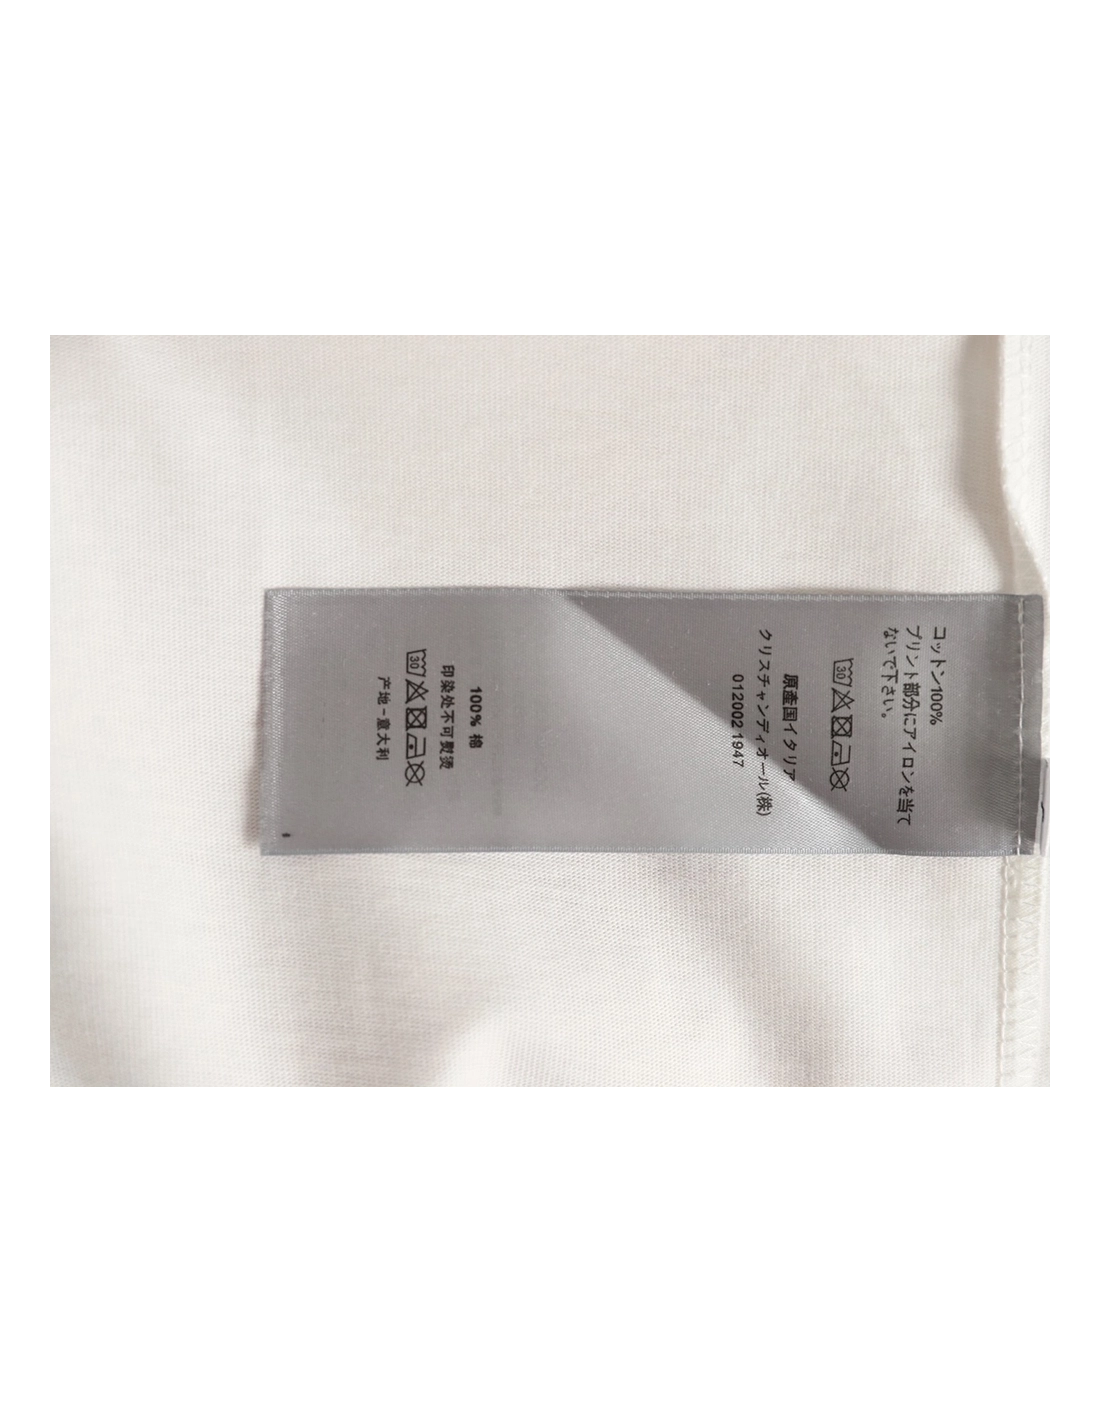 コットン100%
プリント部分にアイロンを当て
ないで下さい。
30
原産国イタリア
クリスチャンディオール(株)
012002 1947
100% 棉
印染处不可熨烫
30
产地－意大利